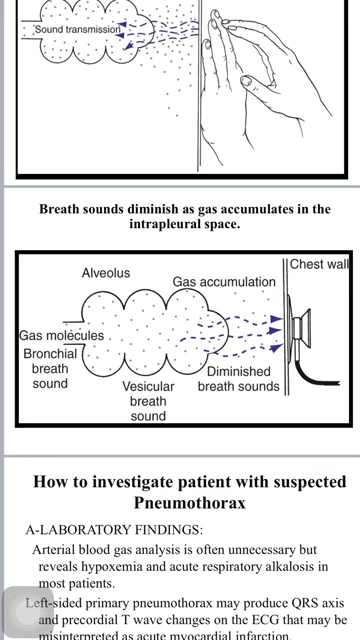 Sound transmission
Breath sounds diminish as gas accumulates in the
intrapleural space.
Chest wall
Alveolus
Gas accumulation
Gas molecules
Bronchial
breath
sound
Vesicular
breath
sound
Diminished
breath sounds
How to investigate patient with suspected
Pneumothorax
A-LABORATORY FINDINGS:
Arterial blood gas analysis is often unnecessary but
reveals hypoxemia and acute respiratory alkalosis in
most patients.
Left-sided primary pneumothorax may produce QRS axis
and precordial T wave changes on the ECG that may be
misinterpreted as acute myocardial infarction.